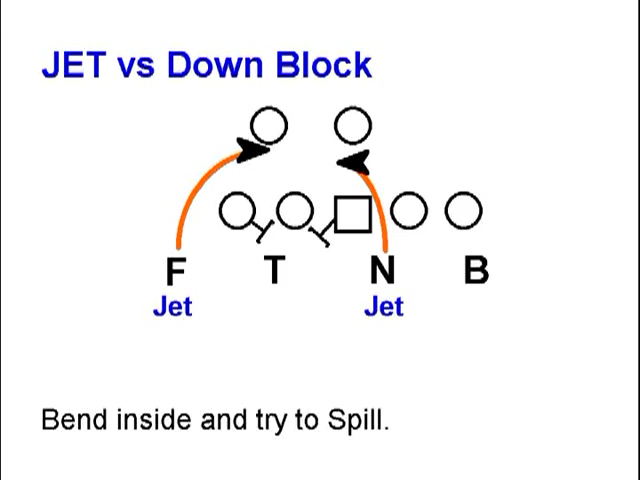 JET vs Down Block
F T N B
Jet Jet
Bend inside and try to Spill.